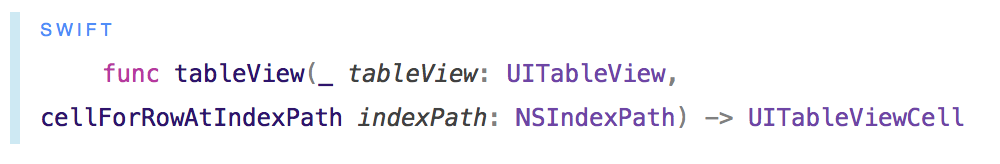 SWIFT
func tableView(_ tableView: UITableView,
cellForRowAtIndexPath indexPath: NSIndexPath) -> UITableViewCell